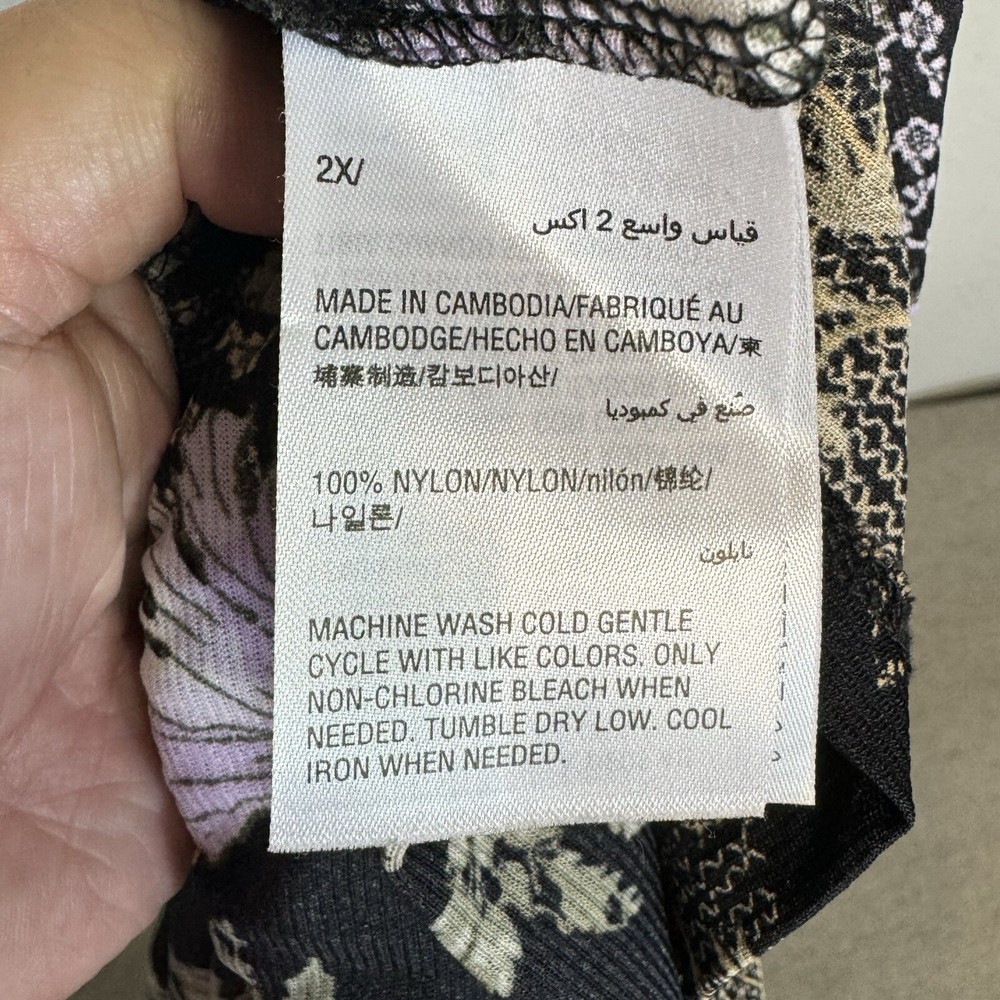 2X/
قياس واسع 2 اكس
MADE IN CAMBODIA/FABRIQUÉ AU
CAMBODGE/HECHO EN CAMBOYA/柬
埔寨制造/캄보디아산/
صُنع في كمبوديا
100% NYLON/NYLON/nilón/锦纶/
나일론/
نايلون
MACHINE WASH COLD GENTLE
CYCLE WITH LIKE COLORS. ONLY
NON-CHLORINE BLEACH WHEN
NEEDED. TUMBLE DRY LOW. COOL
IRON WHEN NEEDED.